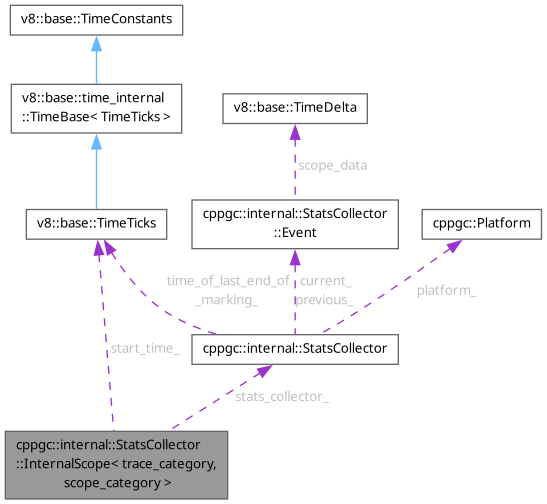 v8::base::TimeConstants
v8::base::time_internal
::TimeBase< TimeTicks >
v8::base::TimeDelta
scope_data
v8::base::TimeTicks
cppgc::internal::StatsCollector
::Event
cppgc::Platform
time_of_last_end_of
_marking_
current_
previous_
platform_
start_time_
cppgc::internal::StatsCollector
stats_collector_
cppgc::internal::StatsCollector
::InternalScope< trace_category,
scope_category >